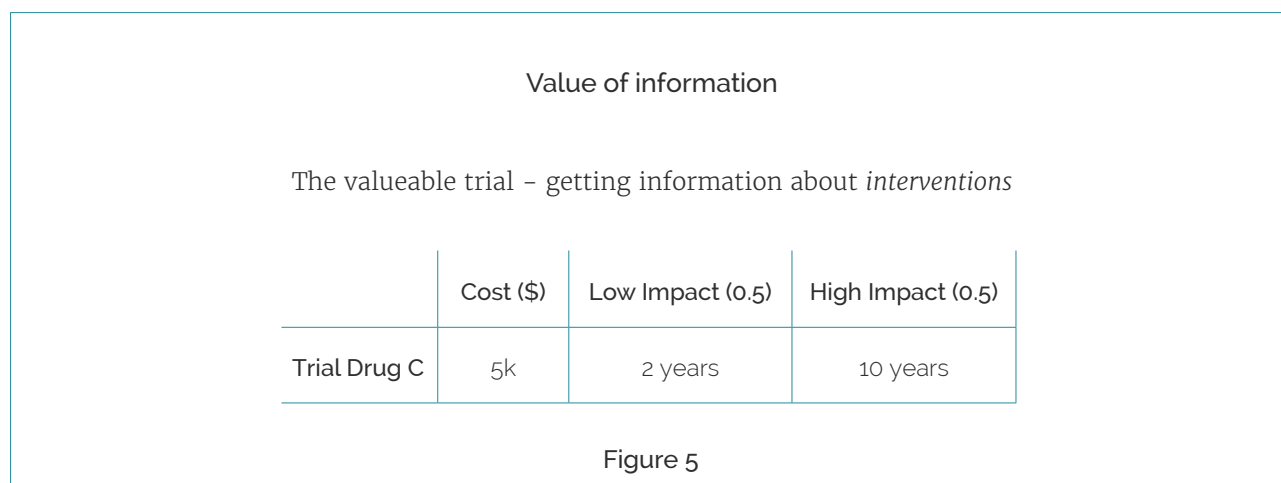 Value of information
The valueable trial – getting information about interventions
Cost ($) Low Impact (0.5) High Impact (0.5)
Trial Drug C 5k 2 years 10 years
Figure 5